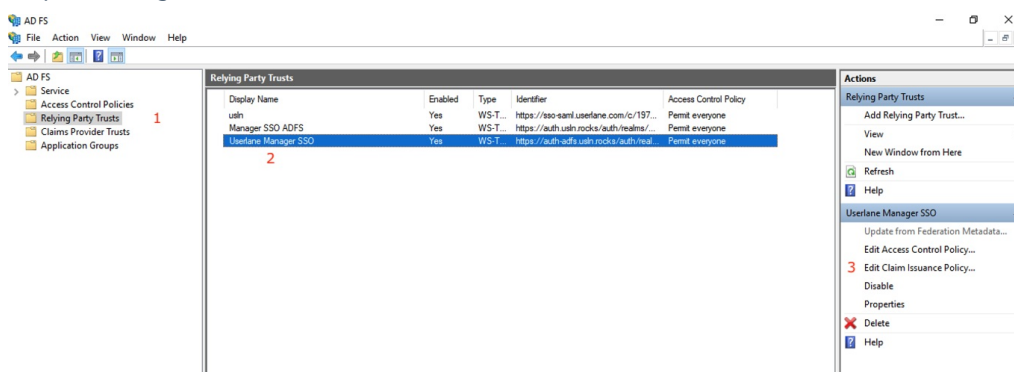 AD FS
File Action View Window Help
AD FS
Service
Access Control Policies
Relying Party Trusts 1
Claims Provider Trusts
Application Groups
Relying Party Trusts
Display Name Enabled Type Identifier Access Control Policy
usln Yes WS-T... https://sso-saml.userlane.com/c/197... Permit everyone
Manager SSO ADFS Yes WS-T... https://auth.usln.rocks/auth/realms/... Permit everyone
Userlane Manager SSO Yes WS-T... https://auth-adfs.usln.rocks/auth/real... Permit everyone
2
Actions
Relying Party Trusts
Add Relying Party Trust...
View
New Window from Here
Refresh
Help
Userlane Manager SSO
Update from Federation Metadata...
Edit Access Control Policy...
3 Edit Claim Issuance Policy...
Disable
Properties
Delete
Help